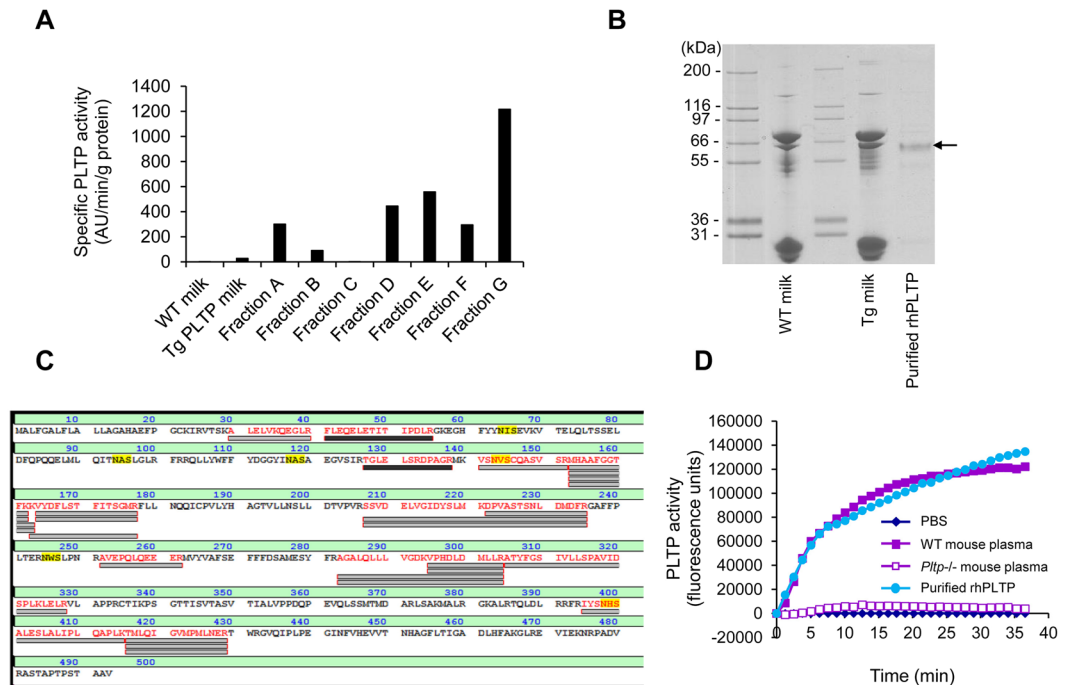 A
Specific PLTP activity
(AU/min/g protein)
1400
1200
1000
800
600
400
200
0
WT milk
Tg PLTP milk
Fraction A
Fraction B
Fraction C
Fraction D
Fraction E
Fraction F
Fraction G
B
(kDa)
200 -
116 -
97 -
66 -
55 -
36 -
31 -
WT milk
Tg milk
Purified rhPLTP
C
10 20 30 40 50 60 70 80
MALFGALFLA LLAGAHAEFP GCKIRVTSKA LELVKQEGLR FLEQELETIT IPDLRGKEGH FYYNISEVKV TELQLTSSEL
90 100 110 120 130 140 150 160
DFQPQQELML QITNASLGLR FRRQLLYWFF YDGGYINASA EGVSIRTGLE LSRDPAGRMK VSNVSCQASVSRMHAAFGGT
170 180 190 200 210 220 230 240
FKKVYDFLSTFITSGMRFLL NQQICPVLYH AGTVLLNSLL DTVPVRSSVD ELVGIDYSLM KDPVASTSNL DMDFRGAFFP
250 260 270 280 290 300 310 320
LTERNWSLPNR AVEPQLQEE ERMVYVAFSE FFFDSAMESY FRAGALQLLL VGDKVPHDLD MLLRATYFGS IVLLSPAVID
330 340 350 360 370 380 390 400
SPLKLELRVL APPRCTIKPS GTTISVTASV TIALVPPDQP EVQLSSMTMD ARLSAKMALR GKALRTQLDL RRFRIYSNHS
410 420 430 440 450 460 470 480
ALESLALIPL QAPLKTMLQI GVMPMLNERT WRGVQIPLPE GINFVHEVVT NHAGFLTIGA DLHFAKGLRE VIEKNRPADV
490 500
RASTAPTPST AAV
D
PLTP activity
(fluorescence units)
160000
140000
120000
100000
80000
60000
40000
20000
0
-20000
0 5 10 15 20 25 30 35 40
PBS
WT mouse plasma
Pltp-/- mouse plasma
Purified rhPLTP
Time (min)